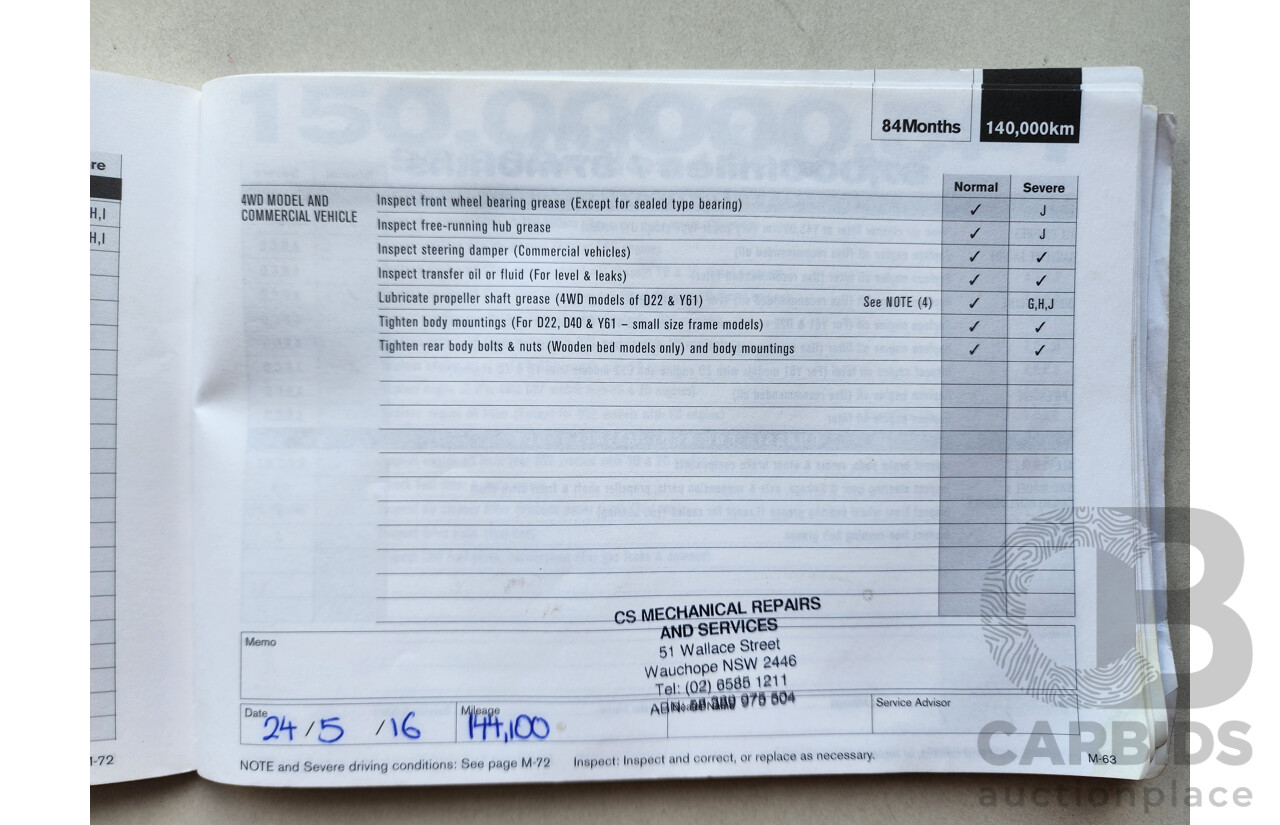 84Months 140,000km
re
H,I
H,I
Normal Severe
4WD MODEL AND
COMMERCIAL VEHICLE
Inspect front wheel bearing grease (Except for sealed type bearing) ✓ J
Inspect free-running hub grease ✓ J
Inspect steering damper (Commercial vehicles) ✓ ✓
Inspect transfer oil or fluid (For level & leaks) ✓ ✓
Lubricate propeller shaft grease (4WD models of D22 & Y61) See NOTE (4) ✓ G,H,J
Tighten body mountings (For D22, D40 & Y61 – small size frame models) ✓ ✓
Tighten rear body bolts & nuts (Wooden bed models only) and body mountings ✓ ✓
Memo
CS MECHANICAL REPAIRS
AND SERVICES
51 Wallace Street
Wauchope NSW 2446
Tel: (02) 6585 1211
ABN: 975 504
Date 24/5/16
Mileage 144,100
Service Advisor
NOTE and Severe driving conditions: See page M-72 Inspect: Inspect and correct, or replace as necessary.
M-63
-72
CB
CARBIDS
auctionplace